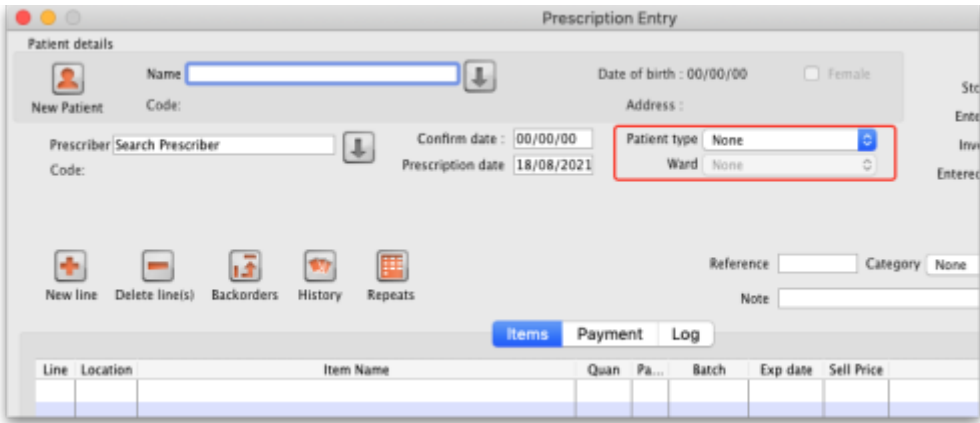 Prescription Entry
Patient details
Name
Date of birth : 00/00/00
Female
New Patient
Code:
Address :
Prescriber Search Prescriber
Confirm date : 00/00/00
Patient type None
Code:
Prescription date 18/08/2021
Ward None
Entered
Reference
Category None
New line Delete line(s) Backorders History Repeats
Note
Items Payment Log
Line Location Item Name Quan Pa... Batch Exp date Sell Price